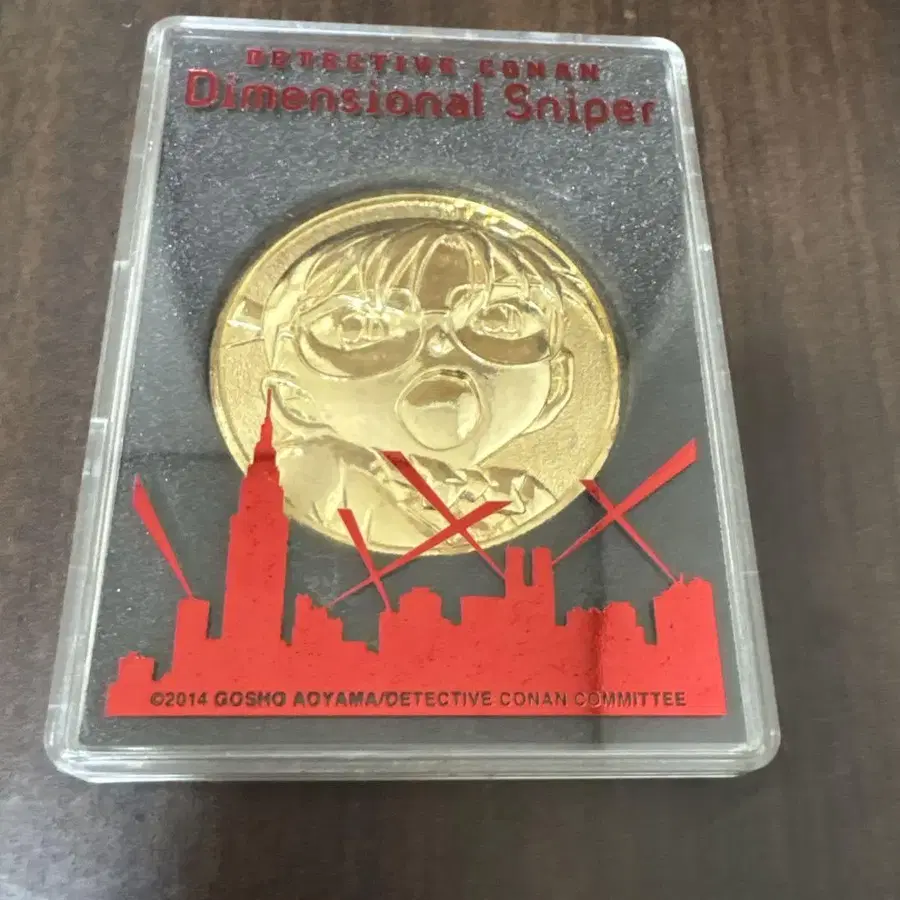 DETECTIVE CONAN
Dimensional Sniper
©2014 GOSHO AOYAMA/DETECTIVE CONAN COMMITTEE